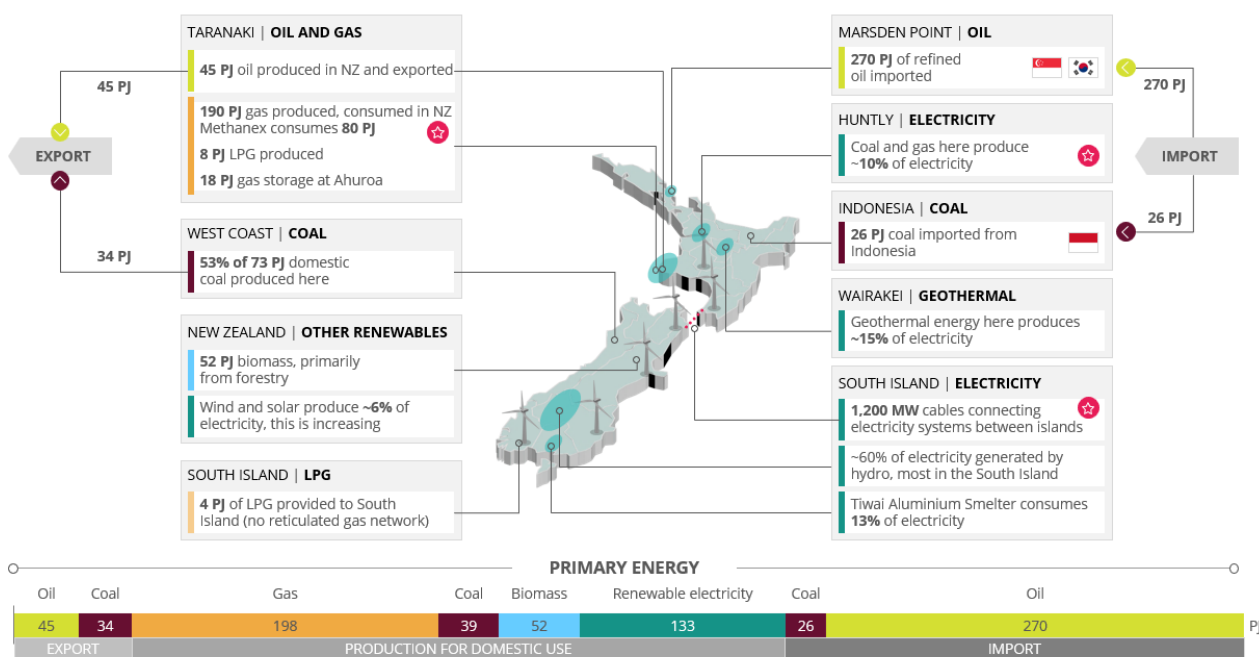 TARANAKI | OIL AND GAS
45 PJ oil produced in NZ and exported
190 PJ gas produced, consumed in NZ
Methanex consumes 80 PJ
8 PJ LPG produced
18 PJ gas storage at Ahuroa
45 PJ
EXPORT
34 PJ
WEST COAST | COAL
53% of 73 PJ domestic
coal produced here
NEW ZEALAND | OTHER RENEWABLES
52 PJ biomass, primarily
from forestry
Wind and solar produce ~6% of
electricity, this is increasing
SOUTH ISLAND | LPG
4 PJ of LPG provided to South
Island (no reticulated gas network)
MARSDEN POINT | OIL
270 PJ of refined
oil imported
270 PJ
IMPORT
26 PJ
HUNTLY | ELECTRICITY
Coal and gas here produce
~10% of electricity
INDONESIA | COAL
26 PJ coal imported from
Indonesia
WAIRAKEI | GEOTHERMAL
Geothermal energy here produces
~15% of electricity
SOUTH ISLAND | ELECTRICITY
1,200 MW cables connecting
electricity systems between islands
~60% of electricity generated by
hydro, most in the South Island
Tiwai Aluminium Smelter consumes
13% of electricity
PRIMARY ENERGY
Oil Coal Gas Coal Biomass Renewable electricity Coal Oil
45 34 198 39 52 133 26 270 PJ
EXPORT PRODUCTION FOR DOMESTIC USE IMPORT